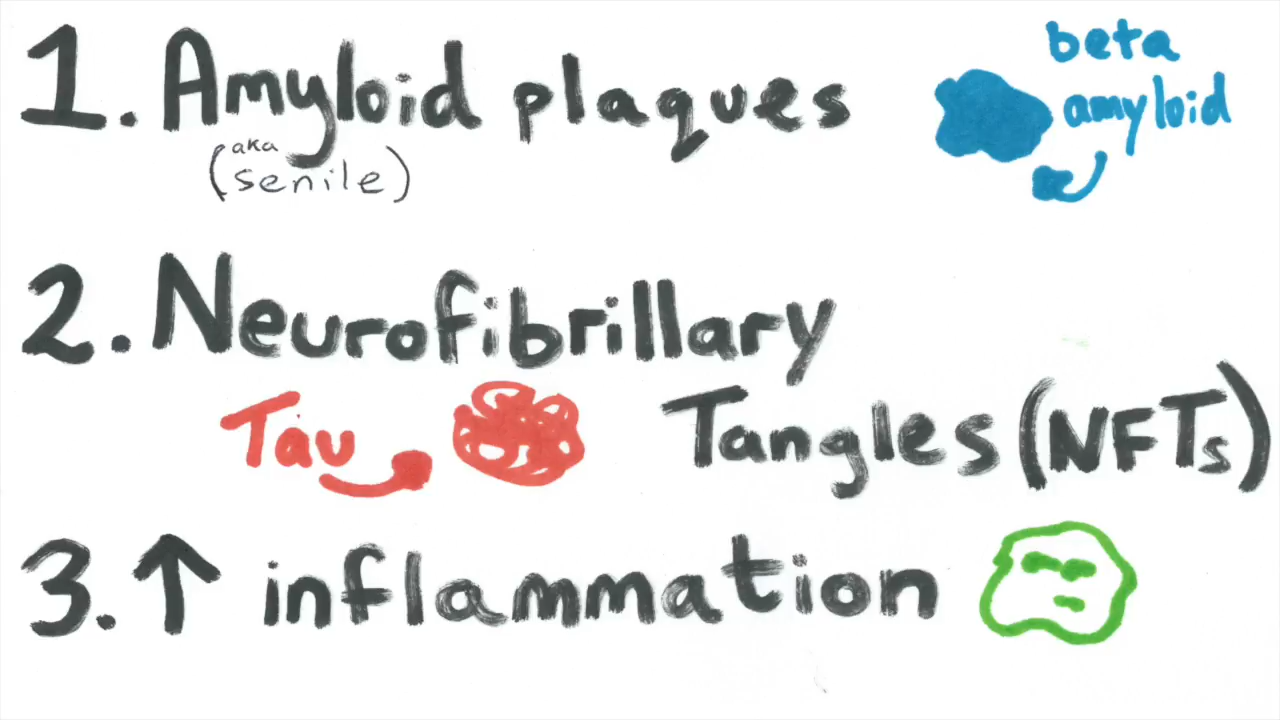 1. Amyloid plaques
(aka senile)
beta
amyloid
2. Neurofibrillary
Tau
Tangles (NFTs)
3. ↑ inflammation